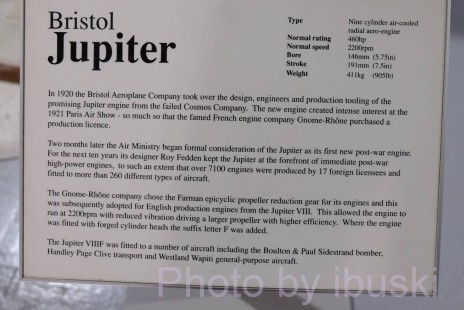 Bristol
Jupiter
Type Nine cylinder air-cooled
radial aero-engine
Normal rating 460hp
Normal speed 2200rpm
Bore 146mm (5.75in)
Stroke 191mm (7.5in)
Weight 411kg (905lb)
In 1920 the Bristol Aeroplane Company took over the design, engineers and production tooling of the
promising Jupiter engine from the failed Cosmos Company. The new engine created intense interest at the
1921 Paris Air Show - so much so that the famed French engine company Gnome-Rhône purchased a
production licence.
Two months later the Air Ministry began formal consideration of the Jupiter as its first new post-war engine.
For the next ten years its designer Roy Fedden kept the Jupiter at the forefront of immediate post-war
high-power engines, to such an extent that over 7100 engines were produced by 17 foreign licensees and
fitted to more than 260 different types of aircraft.
The Gnome-Rhône company chose the Farman epicyclic propeller reduction gear for its engines and this
was subsequently adopted for English production engines from the Jupiter VIII. This allowed the engine to
run at 2200rpm with reduced vibration driving a larger propeller with higher efficiency. Where the engine
was fitted with forged cylinder heads the suffix letter F was added.
The Jupiter VIIIF was fitted to a number of aircraft including the Boulton & Paul Sidestrand bomber,
Handley Page Clive transport and Westland Wapiti general-purpose aircraft.
Photo by ibuski